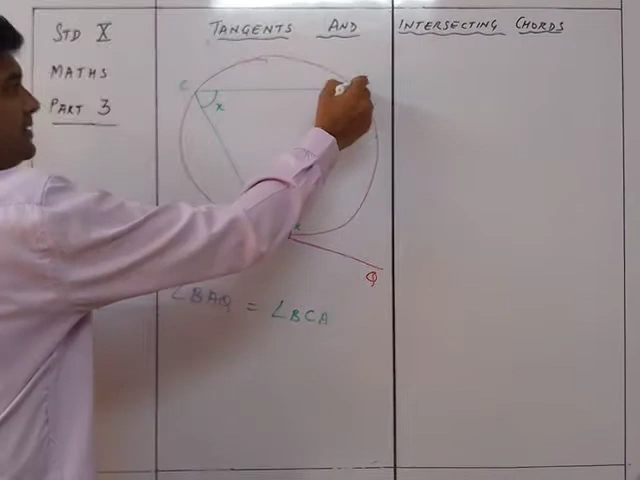 STD X
MATHS
PART 3
TANGENTS AND INTERSECTING CHORDS
C
x
x
Q
∠BAQ = ∠BCA